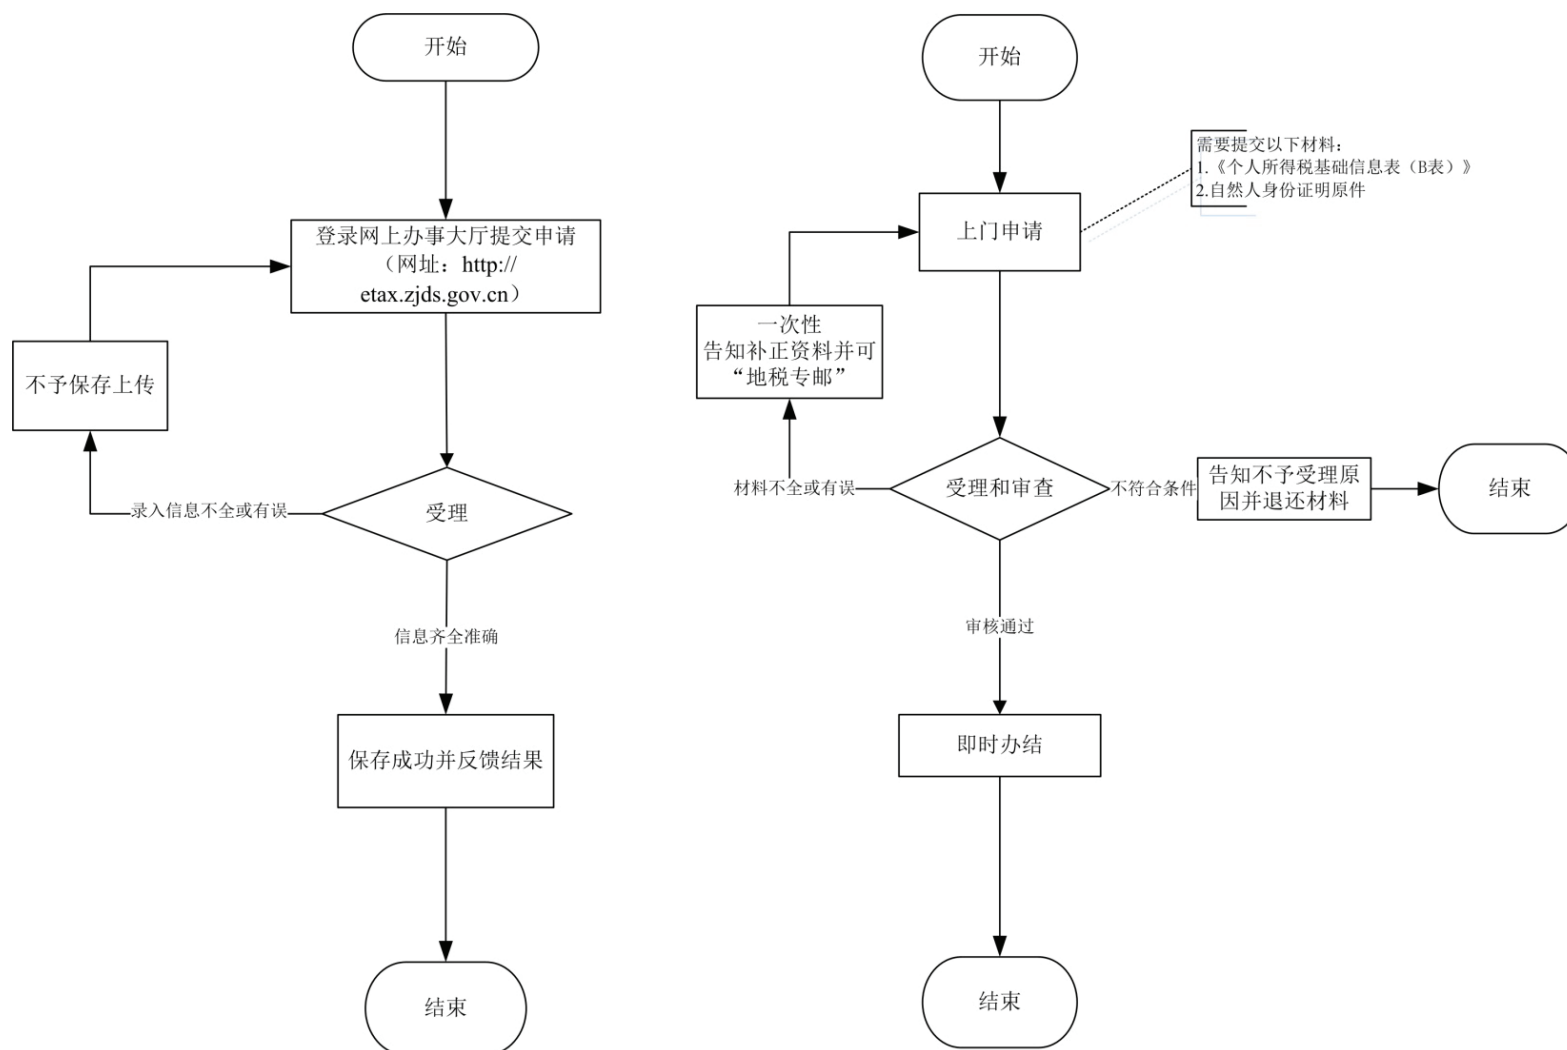 开始
登录网上办事大厅提交申请
（网址：http://
etax.zjds.gov.cn）
不予保存上传
录入信息不全或有误
受理
信息齐全准确
保存成功并反馈结果
结束
开始
需要提交以下材料：
1.《个人所得税基础信息表（B表）》
2.自然人身份证明原件
上门申请
一次性
告知补正资料并可
“地税专邮”
材料不全或有误
受理和审查
不符合条件
告知不予受理原
因并退还材料
结束
审核通过
即时办结
结束